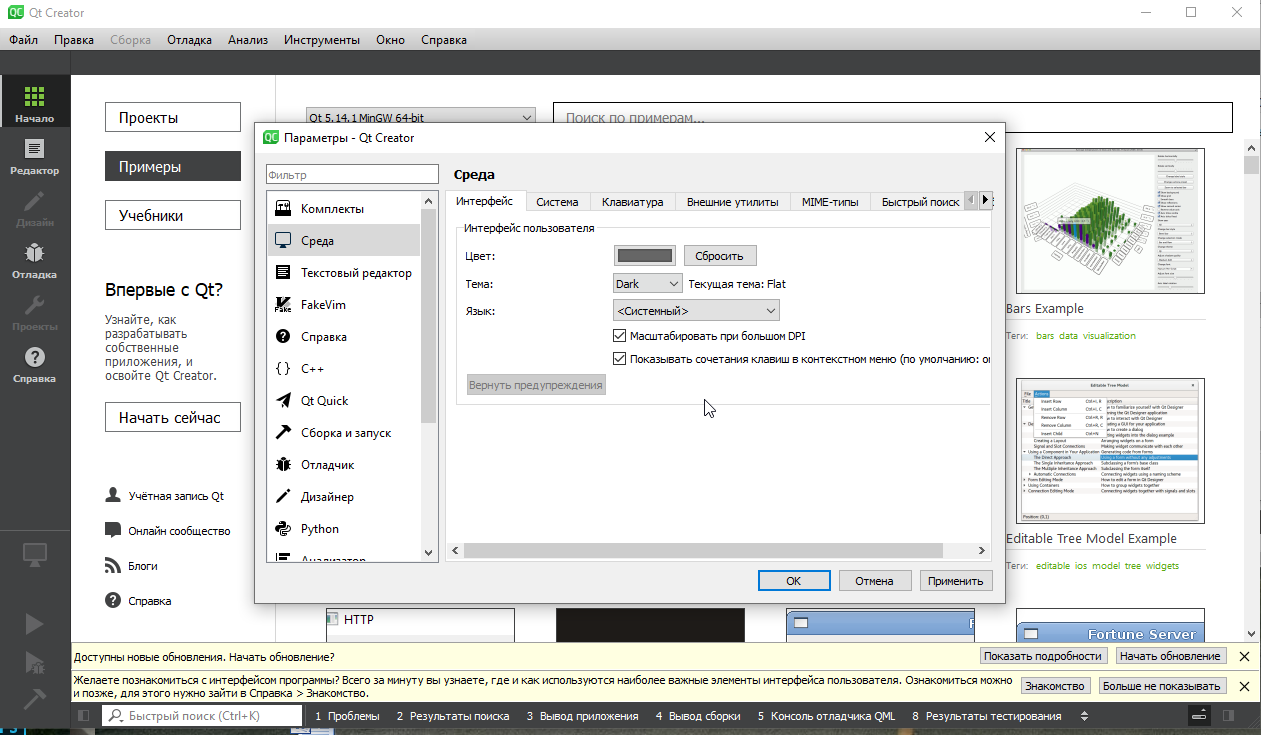 Qt Creator
Файл Правка Сборка Отладка Анализ Инструменты Окно Справка
Начало
Редактор
Дизайн
Отладка
Проекты
Справка
Проекты
Примеры
Учебники
Впервые с Qt?
Узнайте, как
разрабатывать
собственные
приложения, и
освойте Qt Creator.
Начать сейчас
Учётная запись Qt
Онлайн сообщество
Блоги
Справка
Qt 5.14.1 MinGW 64-bit
Поиск по примерам...
Параметры - Qt Creator
Фильтр
Комплекты
Среда
Текстовый редактор
FakeVim
Справка
C++
Qt Quick
Сборка и запуск
Отладчик
Дизайнер
Python
Анализатор
Среда
Интерфейс Система Клавиатура Внешние утилиты MIME-типы Быстрый поиск
Интерфейс пользователя
Цвет: Сбросить
Тема: Dark Текущая тема: Flat
Язык: <Системный>
Масштабировать при большом DPI
Показывать сочетания клавиш в контекстном меню (по умолчанию:
Вернуть предупреждения
OK Отмена Применить
Bars Example
Теги: bars data visualization
Editable Tree Model
Editable Tree Model Example
Теги: editable ios model tree widgets
HTTP
Fortune Server
Доступны новые обновления. Начать обновление?
Показать подробности Начать обновление
Желаете познакомиться с интерфейсом программы? Всего за минуту вы узнаете, где и как используются наиболее важные элементы интерфейса пользователя. Ознакомиться можно
и позже, для этого нужно зайти в Справка > Знакомство.
Знакомство Больше не показывать
Быстрый поиск (Ctrl+K)
1 Проблемы 2 Результаты поиска 3 Вывод приложения 4 Вывод сборки 5 Консоль отладчика QML 8 Результаты тестирования